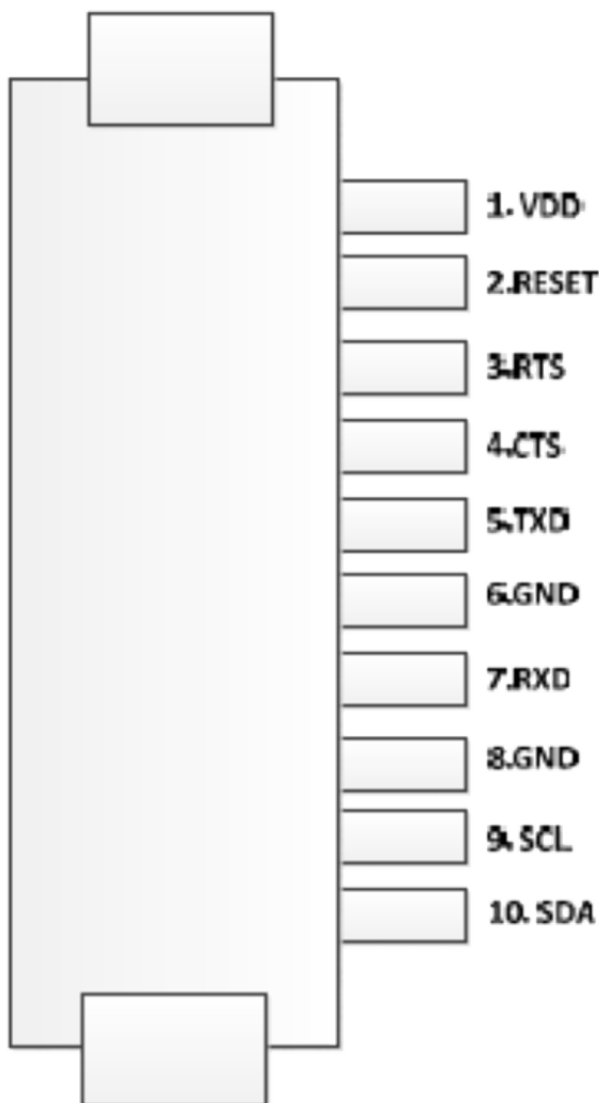 1. VDD
2.RESET
3.RTS
4.CTS
5.TXD
6.GND
7.RXD
8.GND
9. SCL
10. SDA